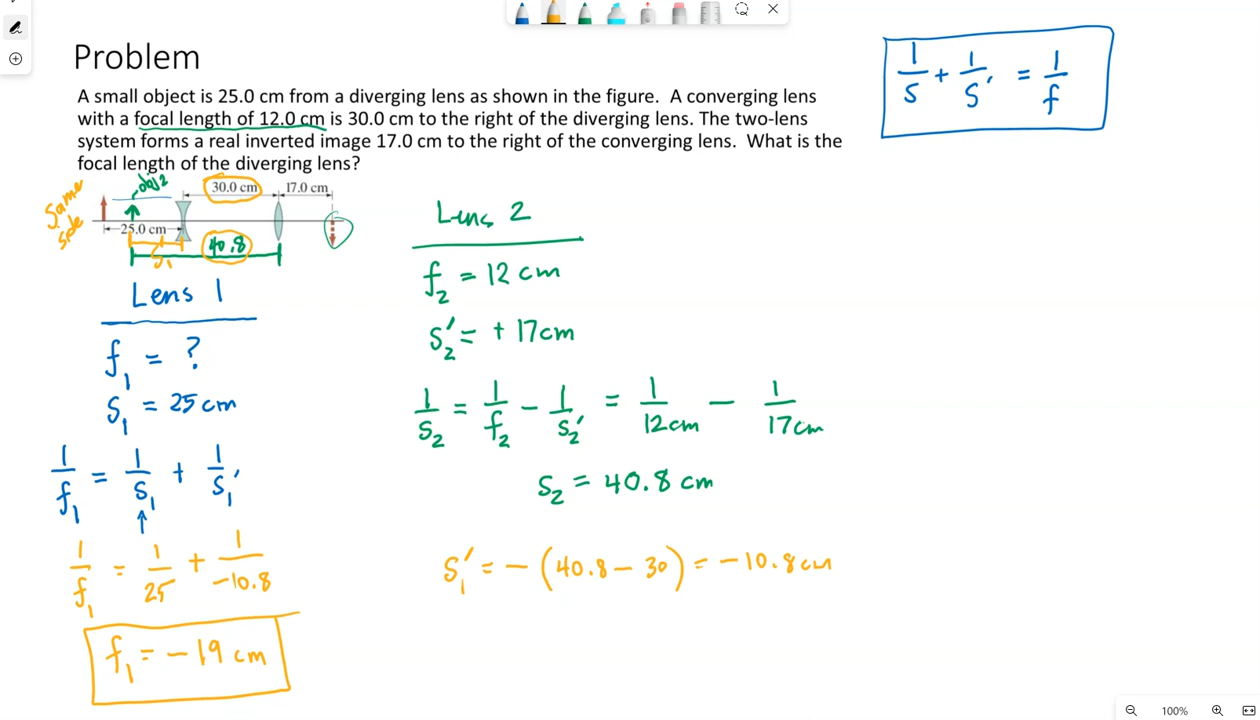 Problem
A small object is 25.0 cm from a diverging lens as shown in the figure. A converging lens
with a focal length of 12.0 cm is 30.0 cm to the right of the diverging lens. The two-lens
system forms a real inverted image 17.0 cm to the right of the converging lens. What is the
focal length of the diverging lens?
1/s + 1/s' = 1/f
Same side
obj 2
30.0 cm
17.0 cm
25.0 cm
40.8
s₁'
Lens 1
f₁ = ?
s₁ = 25 cm
1/f₁ = 1/s₁ + 1/s₁'
1/f₁ = 1/25 + 1/-10.8
f₁ = -19 cm
Lens 2
f₂ = 12 cm
s₂' = + 17cm
1/s₂ = 1/f₂ - 1/s₂' = 1/12cm - 1/17cm
s₂ = 40.8 cm
s₁' = - (40.8 - 30) = -10.8 cm
100%